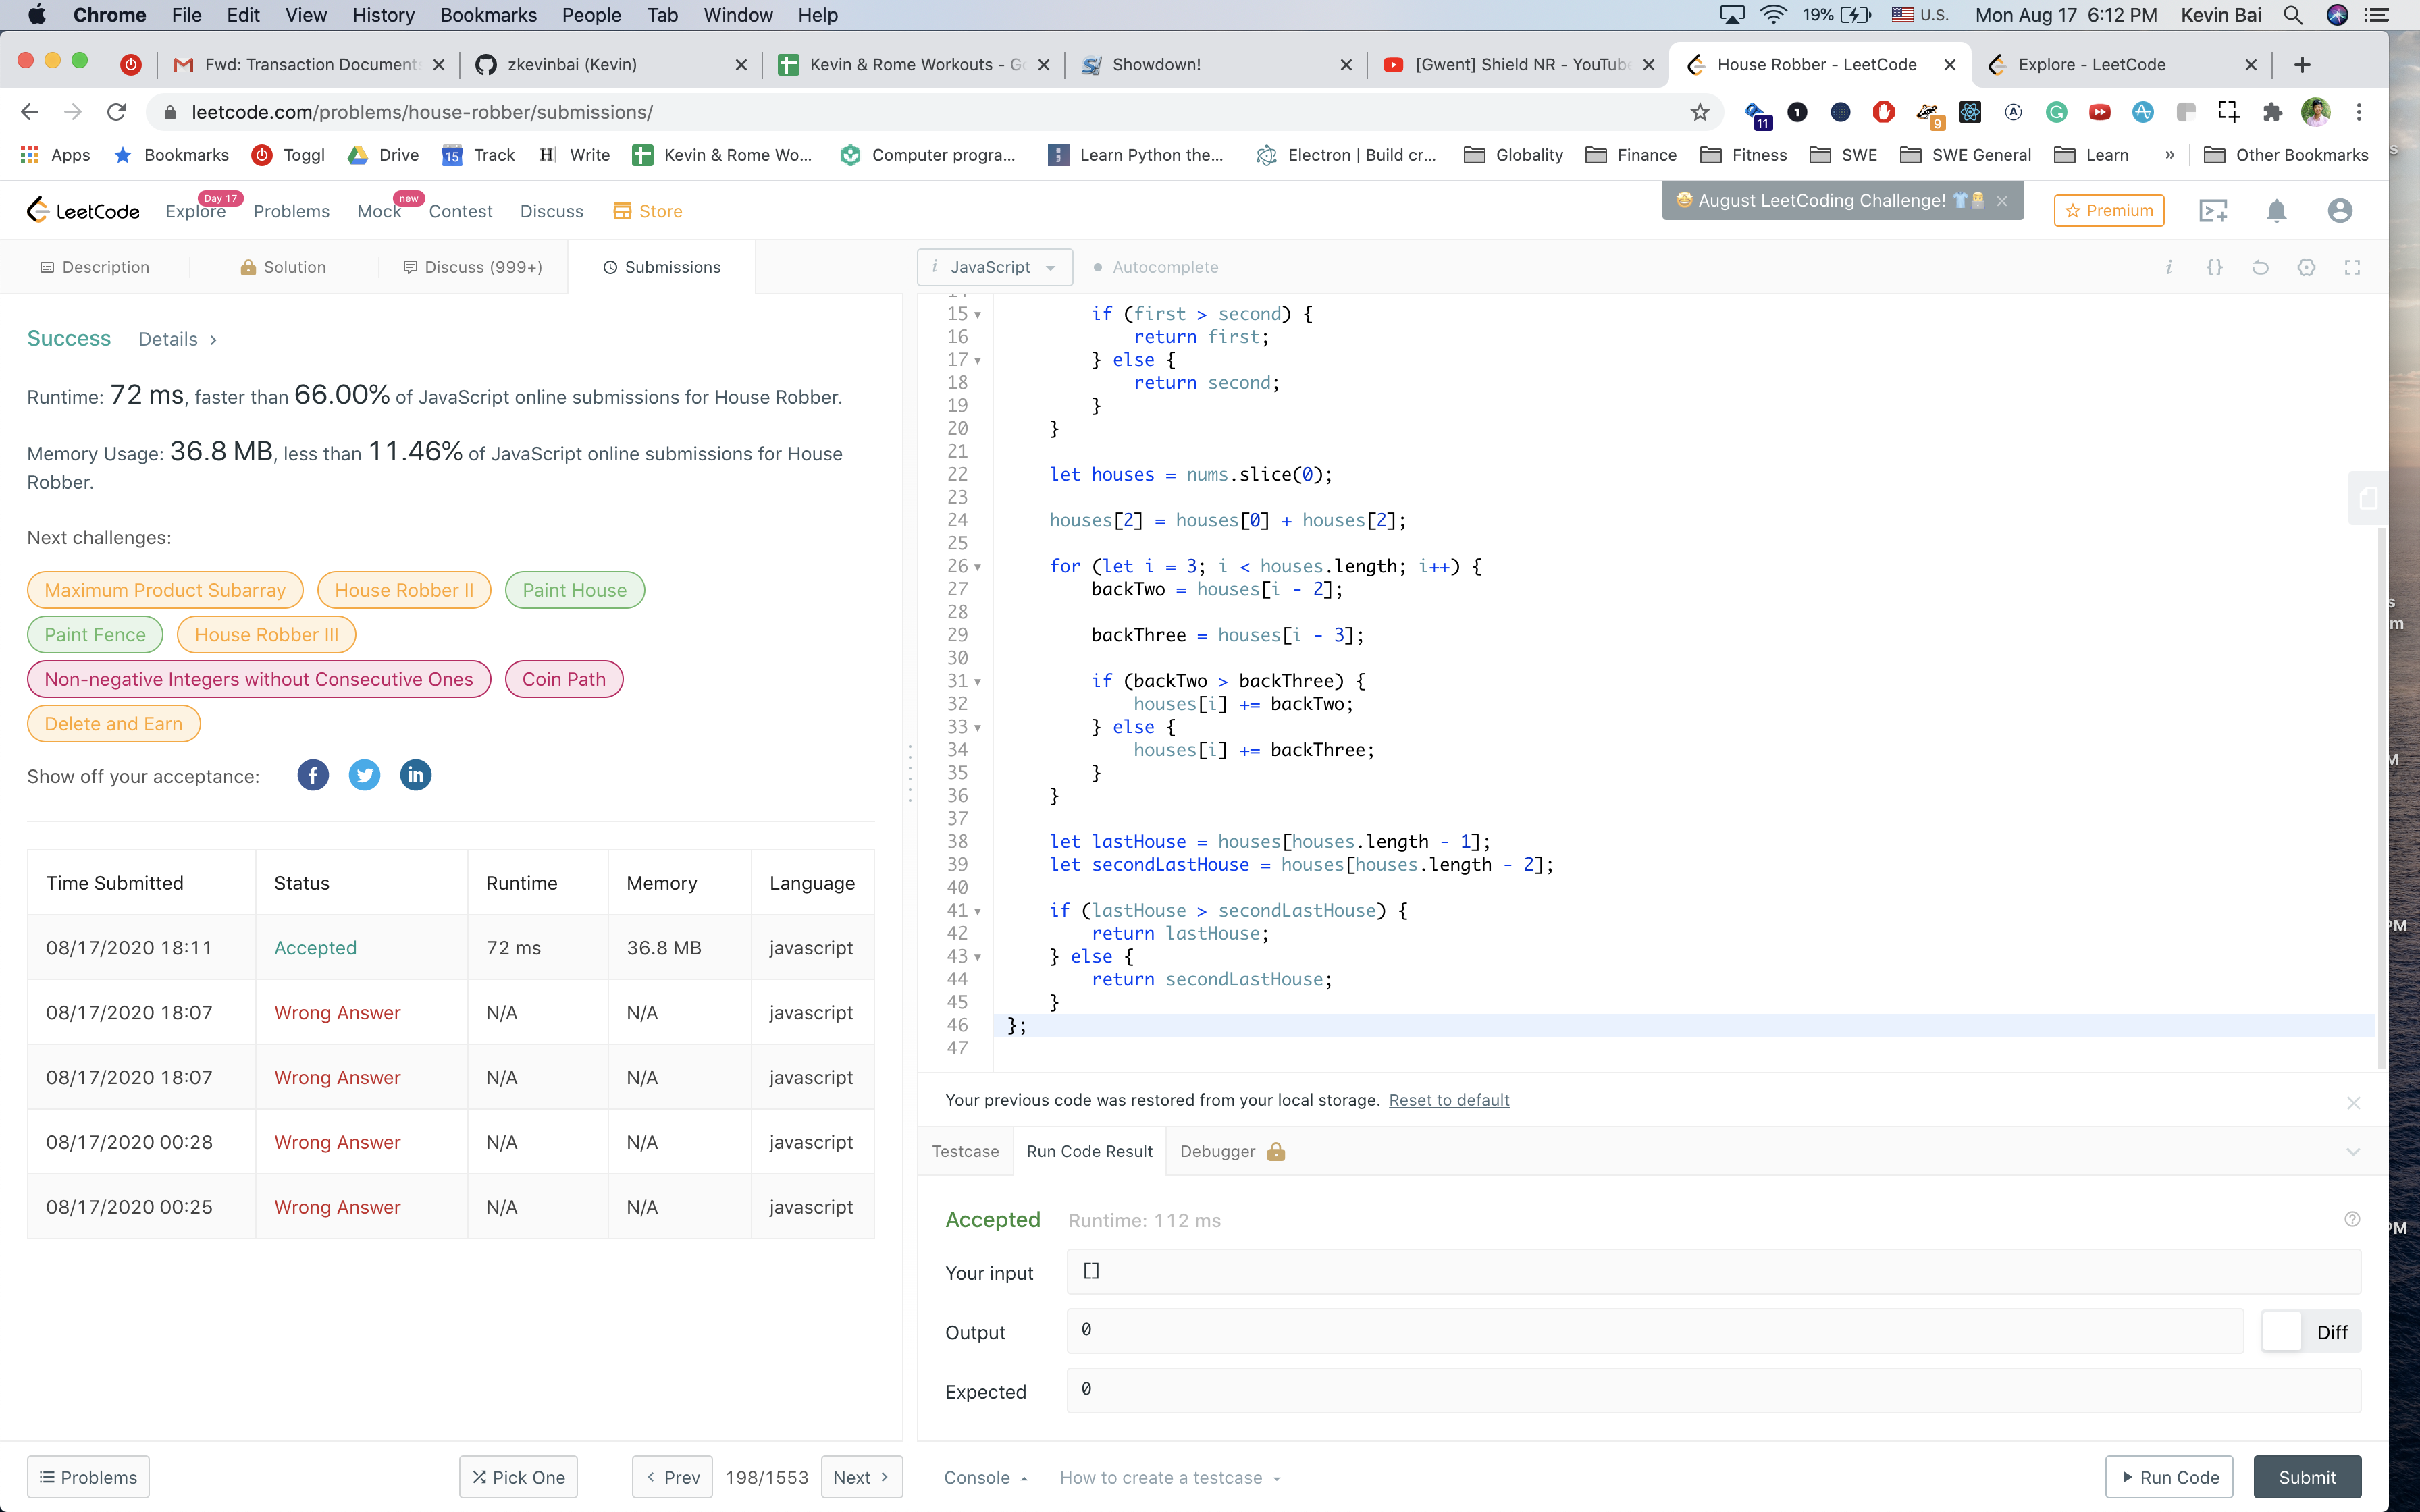 Chrome File Edit View History Bookmarks People Tab Window Help 19% U.S. Mon Aug 17 6:12 PM Kevin Bai
Fwd: Transaction Documents zkevinbai (Kevin) Kevin & Rome Workouts - Go Showdown! [Gwent] Shield NR - YouTube House Robber - LeetCode Explore - LeetCode
leetcode.com/problems/house-robber/submissions/ 11 9
Apps Bookmarks Toggl Drive 15 Track Write Kevin & Rome Wo... Computer progra... Learn Python the... Electron | Build cr... Globality Finance Fitness SWE SWE General Learn » Other Bookmarks
LeetCode Explore Day 17 Problems Mock new Contest Discuss Store August LeetCoding Challenge! Premium
Description Solution Discuss (999+) Submissions
i JavaScript Autocomplete
Success Details
Runtime: 72 ms, faster than 66.00% of JavaScript online submissions for House Robber.
Memory Usage: 36.8 MB, less than 11.46% of JavaScript online submissions for House
Robber.
Next challenges:
Maximum Product Subarray House Robber II Paint House
Paint Fence House Robber III
Non-negative Integers without Consecutive Ones Coin Path
Delete and Earn
Show off your acceptance:
Time Submitted Status Runtime Memory Language
08/17/2020 18:11 Accepted 72 ms 36.8 MB javascript
08/17/2020 18:07 Wrong Answer N/A N/A javascript
08/17/2020 18:07 Wrong Answer N/A N/A javascript
08/17/2020 00:28 Wrong Answer N/A N/A javascript
08/17/2020 00:25 Wrong Answer N/A N/A javascript
Problems Pick One Prev 198/1553 Next
15 if (first > second) {
16 return first;
17 } else {
18 return second;
19 }
20 }
21
22 let houses = nums.slice(0);
23
24 houses[2] = houses[0] + houses[2];
25
26 for (let i = 3; i < houses.length; i++) {
27 backTwo = houses[i - 2];
28
29 backThree = houses[i - 3];
30
31 if (backTwo > backThree) {
32 houses[i] += backTwo;
33 } else {
34 houses[i] += backThree;
35 }
36 }
37
38 let lastHouse = houses[houses.length - 1];
39 let secondLastHouse = houses[houses.length - 2];
40
41 if (lastHouse > secondLastHouse) {
42 return lastHouse;
43 } else {
44 return secondLastHouse;
45 }
46 };
47
Your previous code was restored from your local storage. Reset to default
Testcase Run Code Result Debugger
Accepted Runtime: 112 ms
Your input []
Output 0 Diff
Expected 0
Console How to create a testcase Run Code Submit